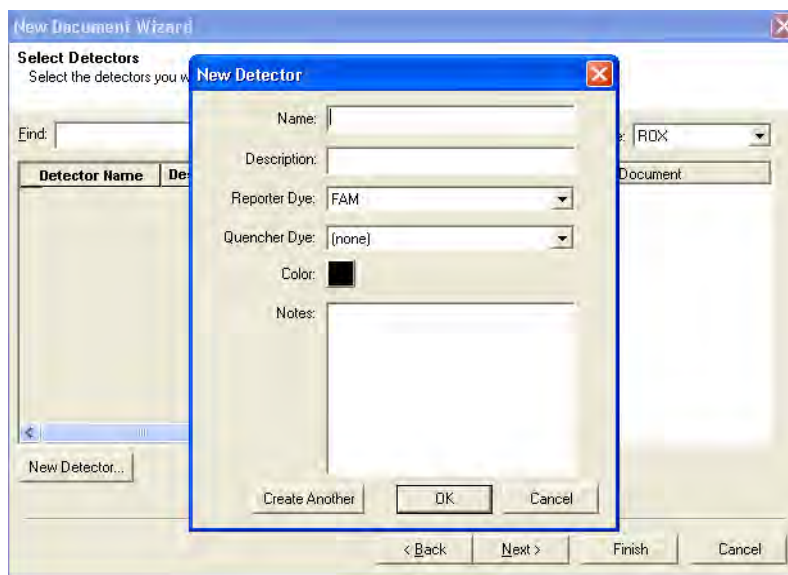 New Document Wizard
Select Detectors
Select the detectors you w
New Detector
Name:
Find:
ROX
Description:
Detector Name
Des
Document
Reporter Dye: FAM
Quencher Dye: (none)
Color:
Notes:
New Detector...
Create Another
OK
Cancel
< Back
Next >
Finish
Cancel